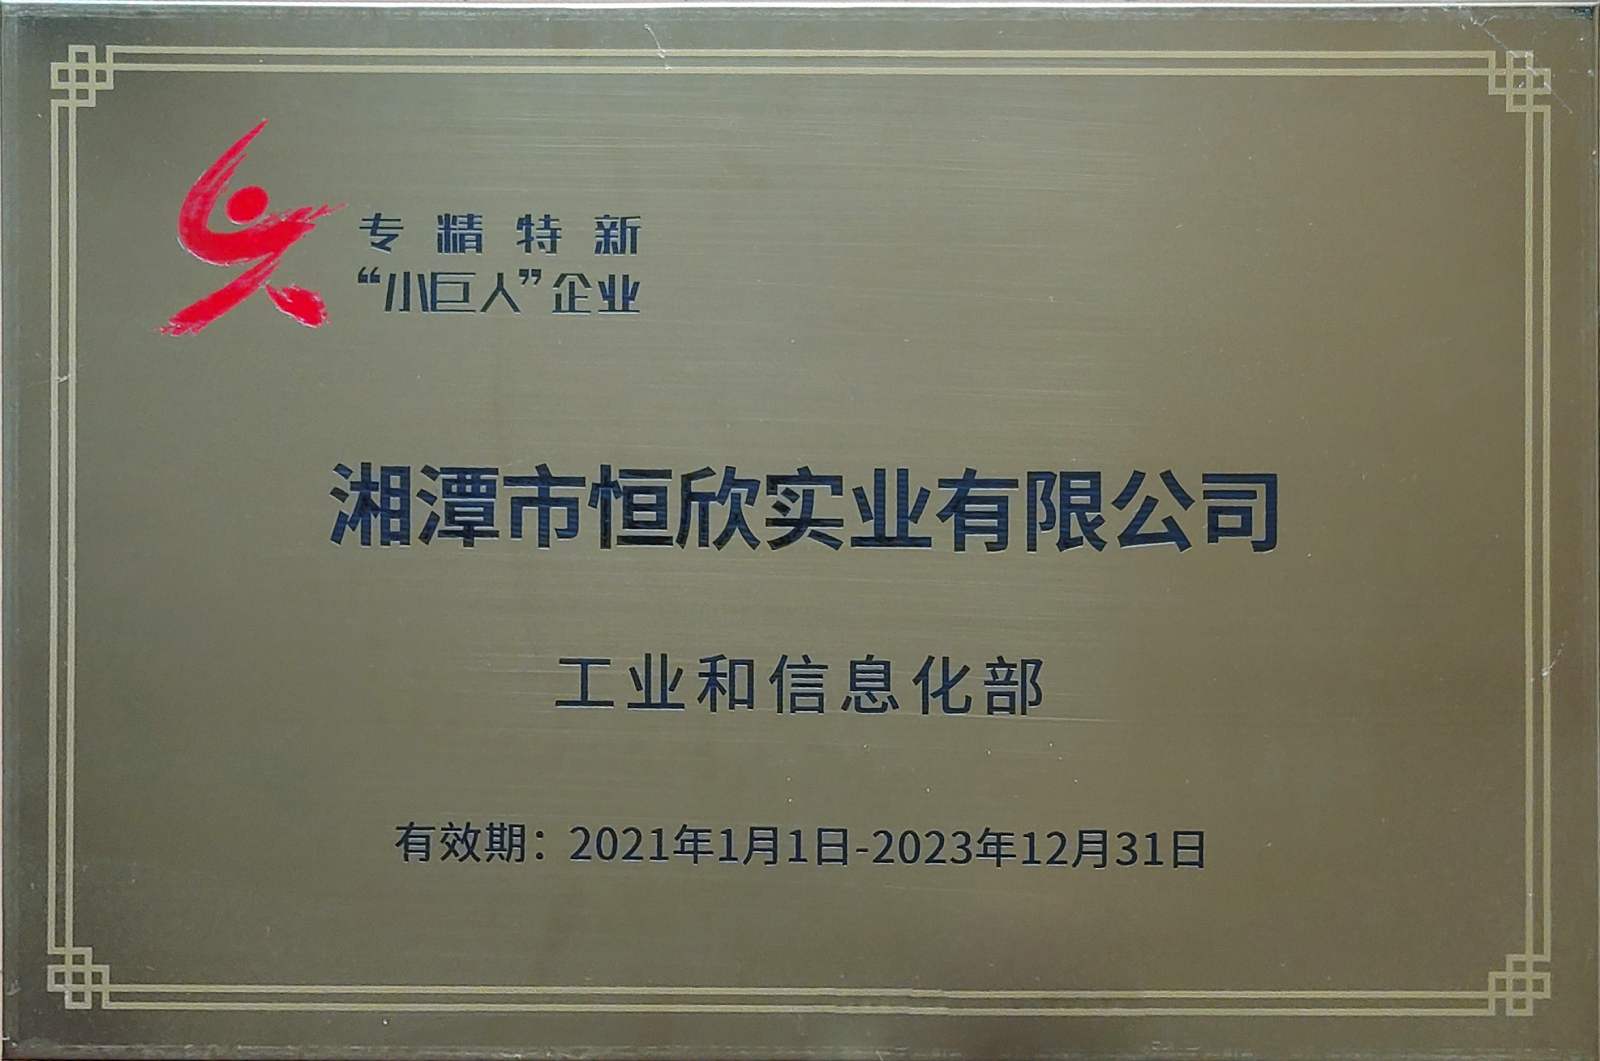 专精特新
“小巨人”企业
湘潭市恒欣实业有限公司
工业和信息化部
有效期：2021年1月1日-2023年12月31日